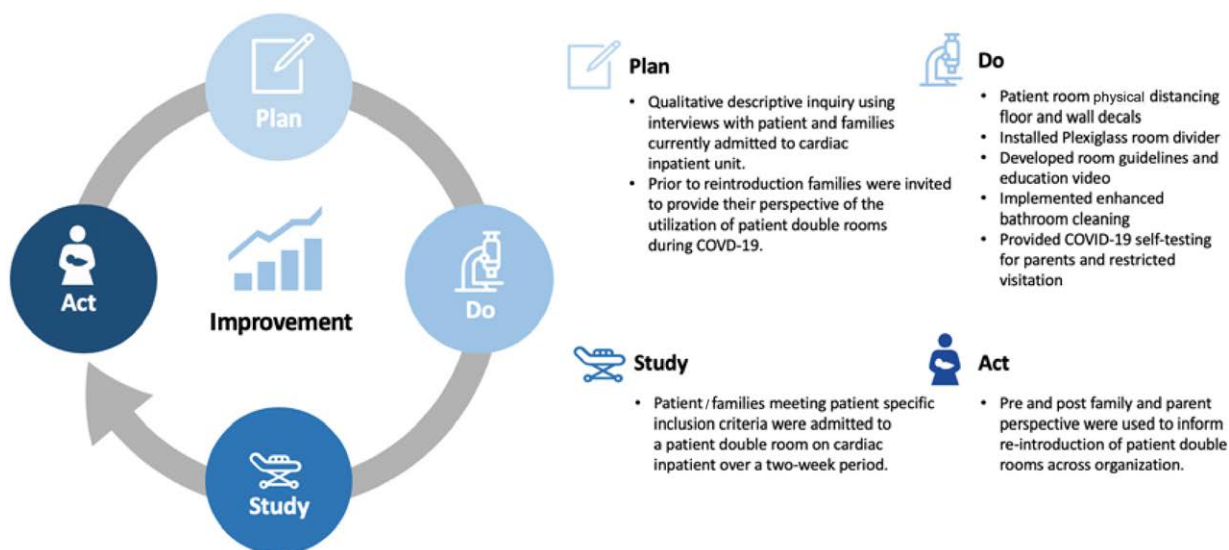 Plan
Do
Study
Act
Improvement
Plan
• Qualitative descriptive inquiry using
interviews with patient and families
currently admitted to cardiac
inpatient unit.
• Prior to reintroduction families were invited
to provide their perspective of the
utilization of patient double rooms
during COVD-19.
Do
• Patient room physical distancing
floor and wall decals
• Installed Plexiglass room divider
• Developed room guidelines and
education video
• Implemented enhanced
bathroom cleaning
• Provided COVID-19 self-testing
for parents and restricted
visitation
Study
• Patient/families meeting patient specific
inclusion criteria were admitted to
a patient double room on cardiac
inpatient over a two-week period.
Act
• Pre and post family and parent
perspective were used to inform
re-introduction of patient double
rooms across organization.